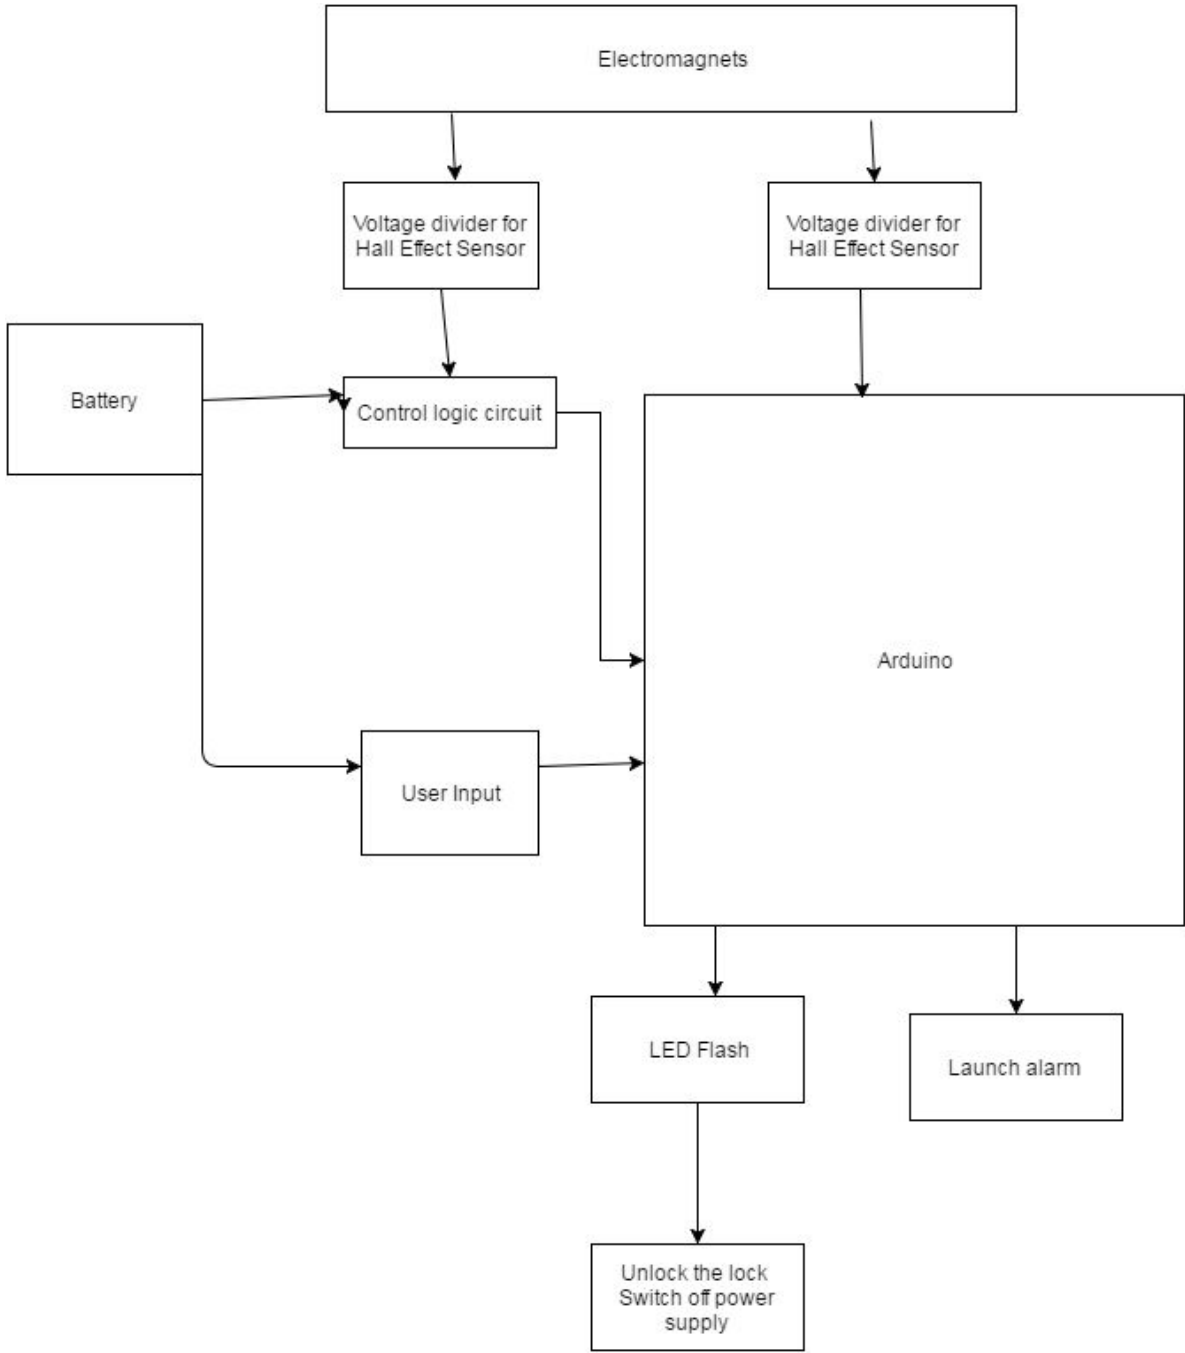 Electromagnets
Voltage divider for
Hall Effect Sensor
Voltage divider for
Hall Effect Sensor
Battery
Control logic circuit
Arduino
User Input
LED Flash
Launch alarm
Unlock the lock
Switch off power
supply